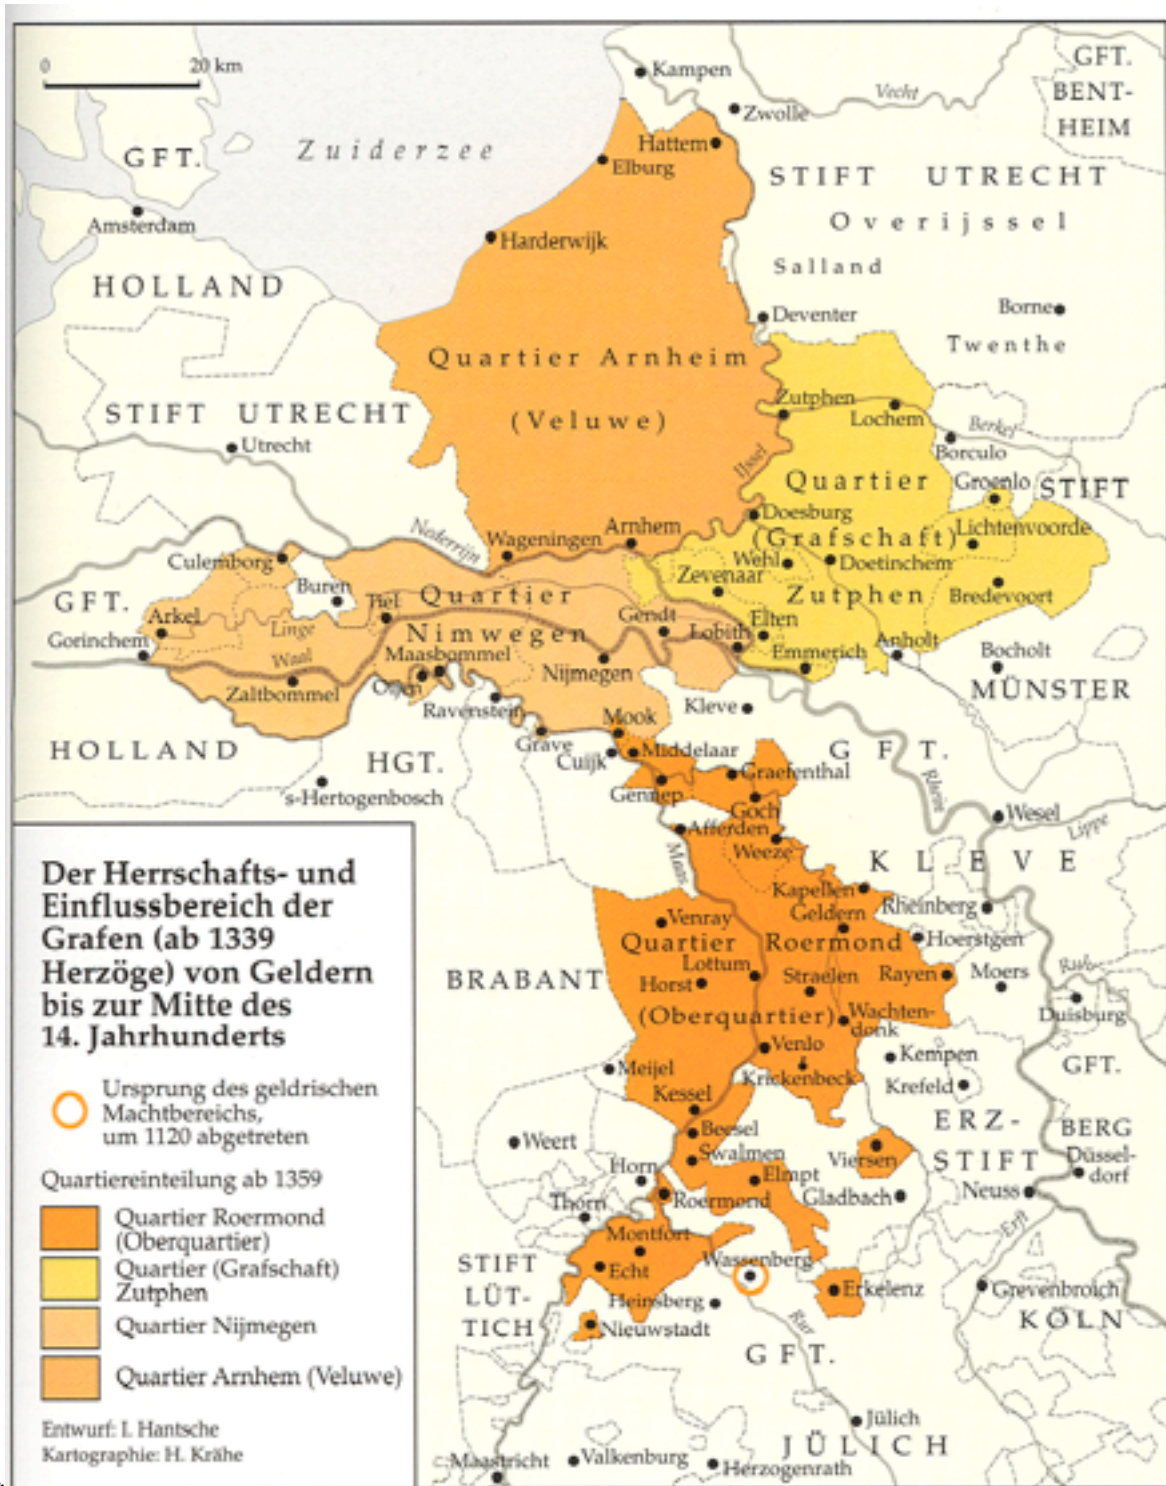 0
20 km
Kampen
Vecht
GFT.
BENT-
HEIM
Zwolle
GFT.
Zuiderzee
Hattem
Elburg
STIFT UTRECHT
Overijssel
Amsterdam
Harderwijk
Salland
HOLLAND
Deventer
Borne
Twenthe
Quartier Arnheim
(Veluwe)
STIFT UTRECHT
Utrecht
Zutphen
Lochem
Berkel
Borculo
IJssel
Quartier
Groenlo
STIFT
Doesburg
Nederrijn
Wageningen
Arnhem
(Grafschaft)
Lichtenvoorde
Culemborg
Wehl
Doetinchem
Zevenaar
Buren
Tiel
Quartier
Zutphen
Bredevoort
GFT.
Arkel
Linge
Gendt
Elten
Gorinchem
Nimwegen
Lobith
Anholt
Waal
Maasbommel
Emmerich
Bocholt
Nijmegen
Zaltbommel
Oijen
MÜNSTER
Ravenstein
Kleve
Mook
HOLLAND
HGT.
Grave
Cuijk
Middelaar
GFT.
Graefenthal
Rhein
's-Hertogenbosch
Gennep
Goch
Wesel
Lippe
Afferden
Weeze
Maas
KLEVE
Kapellen
Geldern
Rheinberg
Venray
Quartier Roermond
Hoerstgen
Lottum
BRABANT
Horst
Straelen
Rayen
Moers
Ruhr
(Oberquartier)
Wachten-
donk
Duisburg
Venlo
Kempen
GFT.
Meijel
Krickenbeck
Krefeld
Kessel
ERZ-
BERG
Beesel
Weert
Swalmen
Viersen
STIFT
Düssel-
dorf
Horn
Elmpt
Thorn
Roermond
Gladbach
Neuss
Erft
Montfort
STIFT
LÜT-
TICH
Wassenberg
Echt
Erkelenz
Grevenbroich
Heinsberg
KÖLN
Nieuwstadt
Rur
GFT.
Jülich
JÜLICH
Maastricht
Valkenburg
Herzogenrath
Der Herrschafts- und
Einflussbereich der
Grafen (ab 1339
Herzöge) von Geldern
bis zur Mitte des
14. Jahrhunderts
Ursprung des geldrischen
Machtbereichs,
um 1120 abgetreten
Quartiereinteilung ab 1359
Quartier Roermond
(Oberquartier)
Quartier (Grafschaft)
Zutphen
Quartier Nijmegen
Quartier Arnhem (Veluwe)
Entwurf: I. Hantsche
Kartographie: H. Krähe